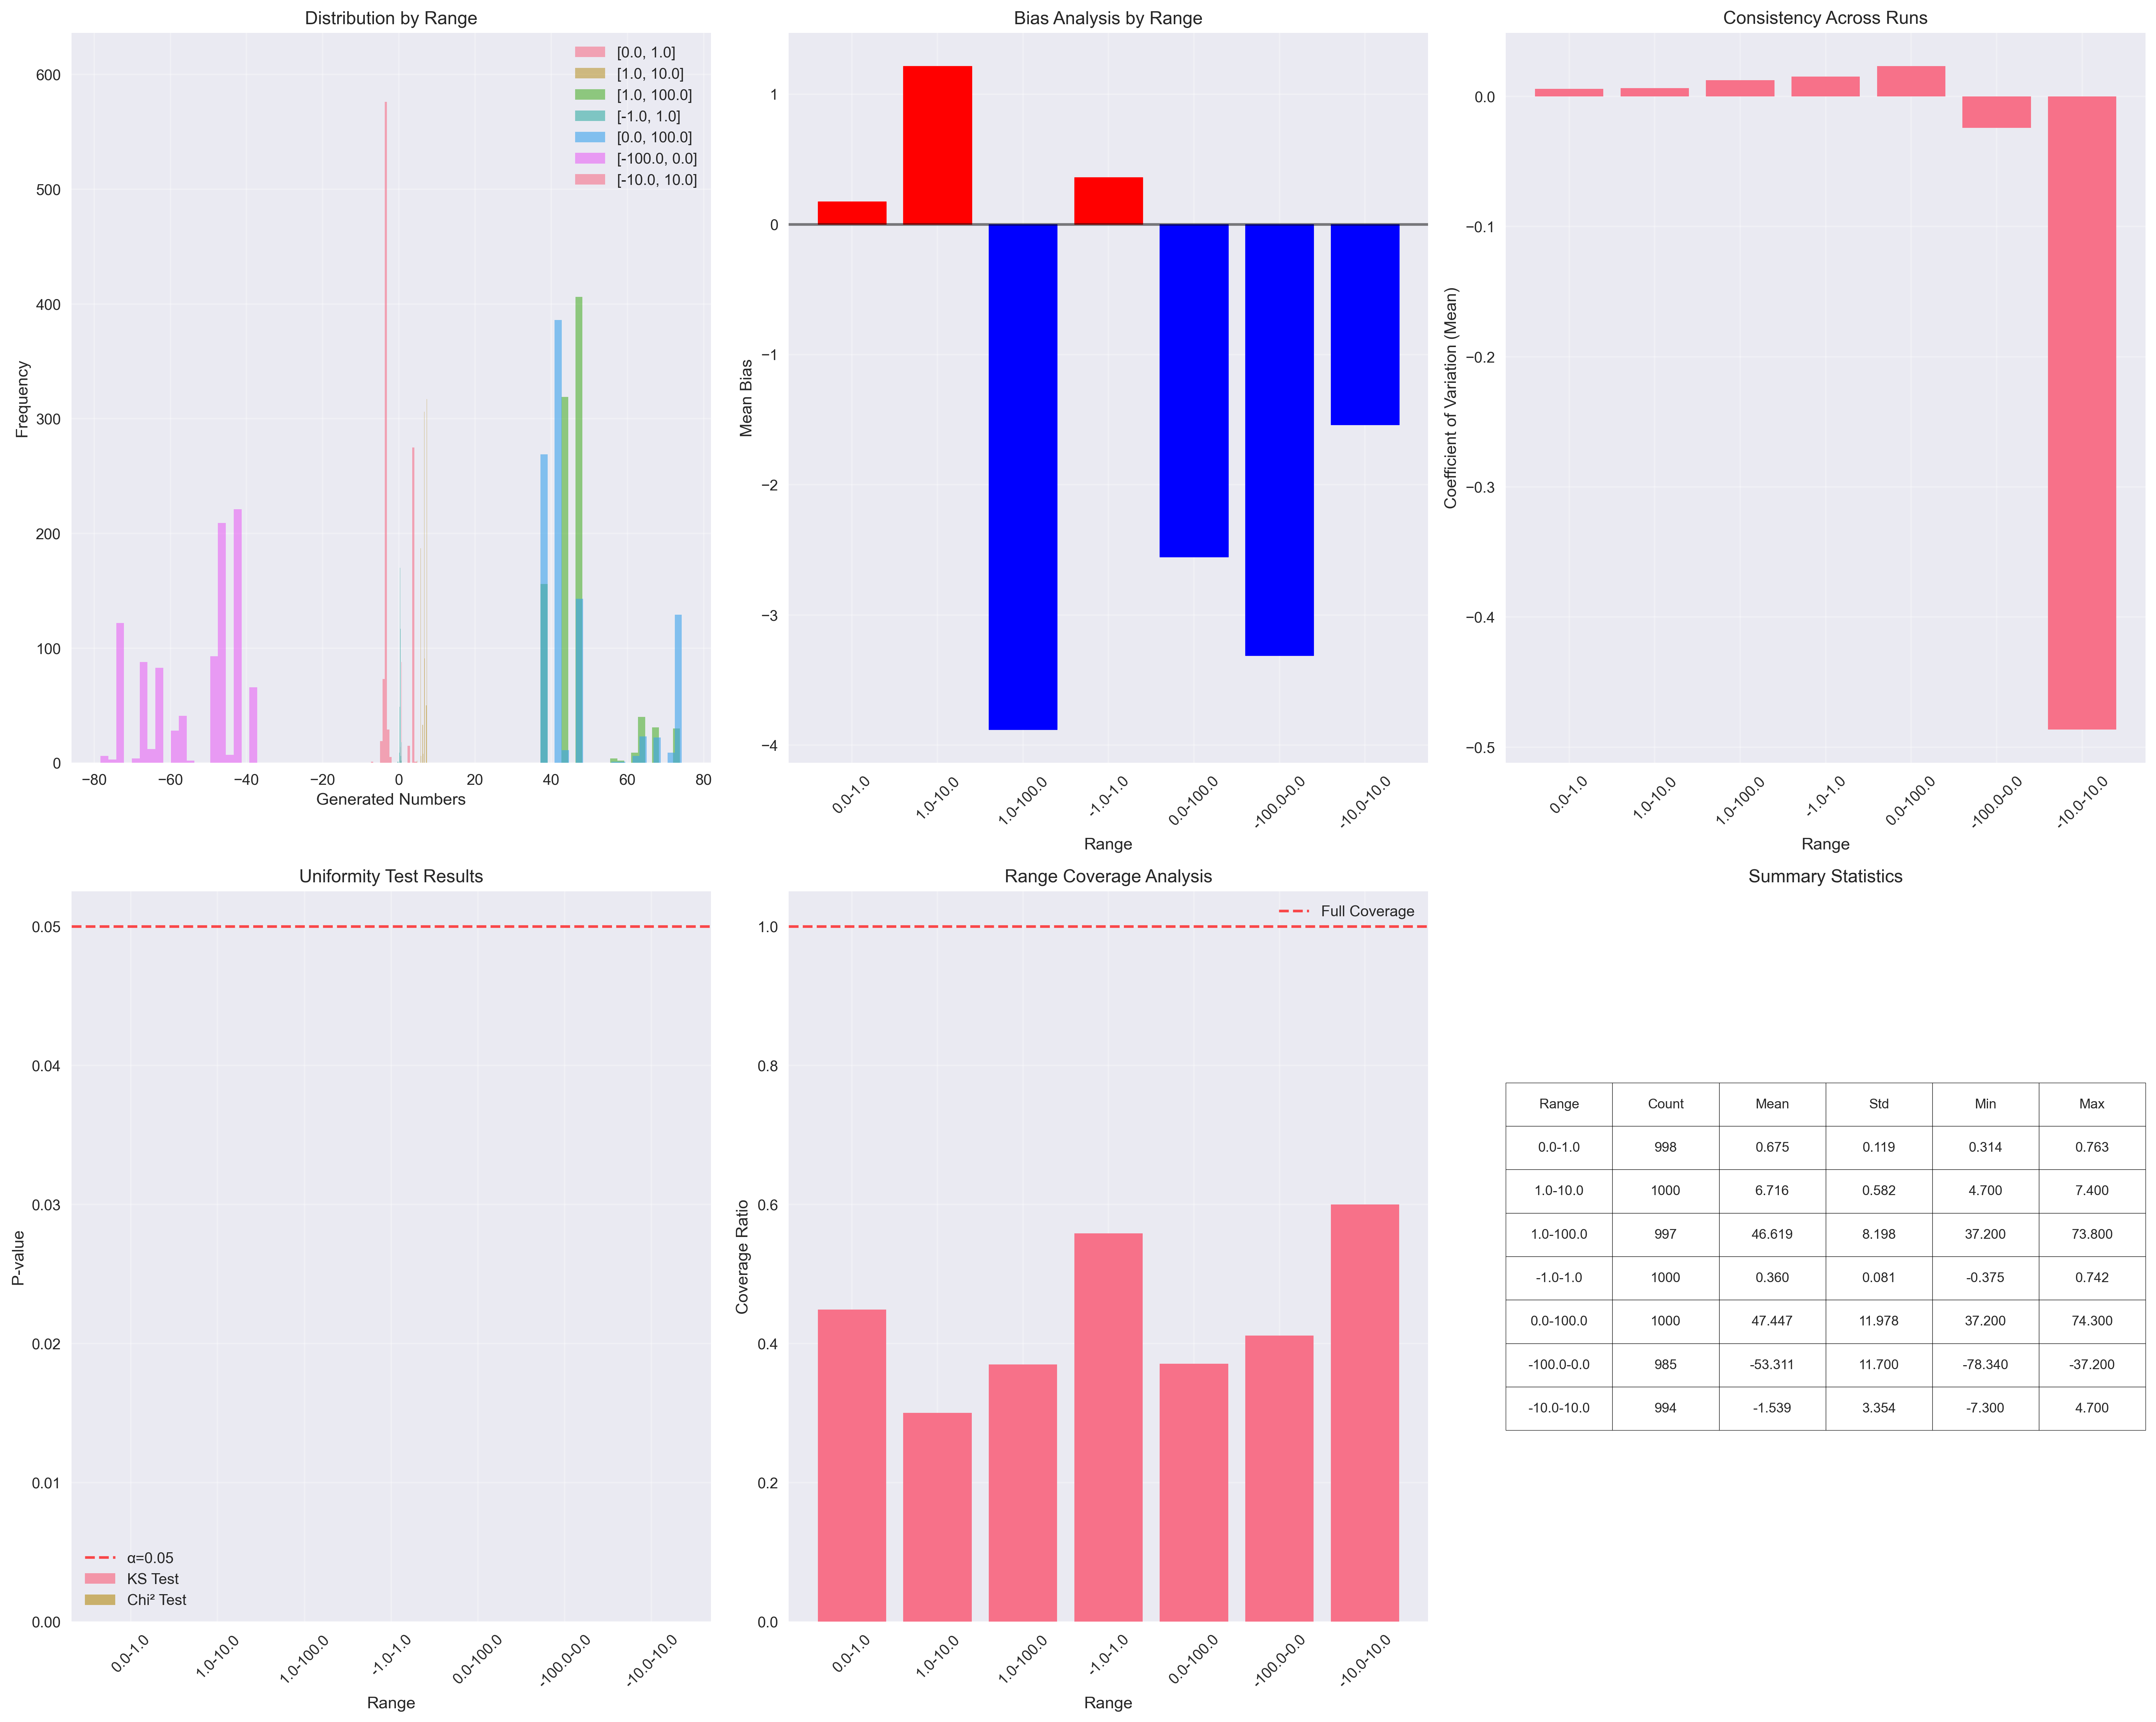 Distribution by Range
Frequency
600
500
400
300
200
100
0
[0.0, 1.0]
[1.0, 10.0]
[1.0, 100.0]
[-1.0, 1.0]
[0.0, 100.0]
[-100.0, 0.0]
[-10.0, 10.0]
−80 −60 −40 −20 0 20 40 60 80
Generated Numbers
Bias Analysis by Range
Mean Bias
1
0
−1
−2
−3
−4
0.0-1.0 1.0-10.0 1.0-100.0 -1.0-1.0 0.0-100.0 -100.0-0.0 -10.0-10.0
Range
Consistency Across Runs
Coefficient of Variation (Mean)
0.0
−0.1
−0.2
−0.3
−0.4
−0.5
0.0-1.0 1.0-10.0 1.0-100.0 -1.0-1.0 0.0-100.0 -100.0-0.0 -10.0-10.0
Range
Uniformity Test Results
P-value
0.05
0.04
0.03
0.02
0.01
0.00
α=0.05
KS Test
Chi² Test
0.0-1.0 1.0-10.0 1.0-100.0 -1.0-1.0 0.0-100.0 -100.0-0.0 -10.0-10.0
Range
Range Coverage Analysis
Coverage Ratio
1.0
0.8
0.6
0.4
0.2
0.0
Full Coverage
0.0-1.0 1.0-10.0 1.0-100.0 -1.0-1.0 0.0-100.0 -100.0-0.0 -10.0-10.0
Range
Summary Statistics
Range Count Mean Std Min Max
0.0-1.0 998 0.675 0.119 0.314 0.763
1.0-10.0 1000 6.716 0.582 4.700 7.400
1.0-100.0 997 46.619 8.198 37.200 73.800
-1.0-1.0 1000 0.360 0.081 -0.375 0.742
0.0-100.0 1000 47.447 11.978 37.200 74.300
-100.0-0.0 985 -53.311 11.700 -78.340 -37.200
-10.0-10.0 994 -1.539 3.354 -7.300 4.700